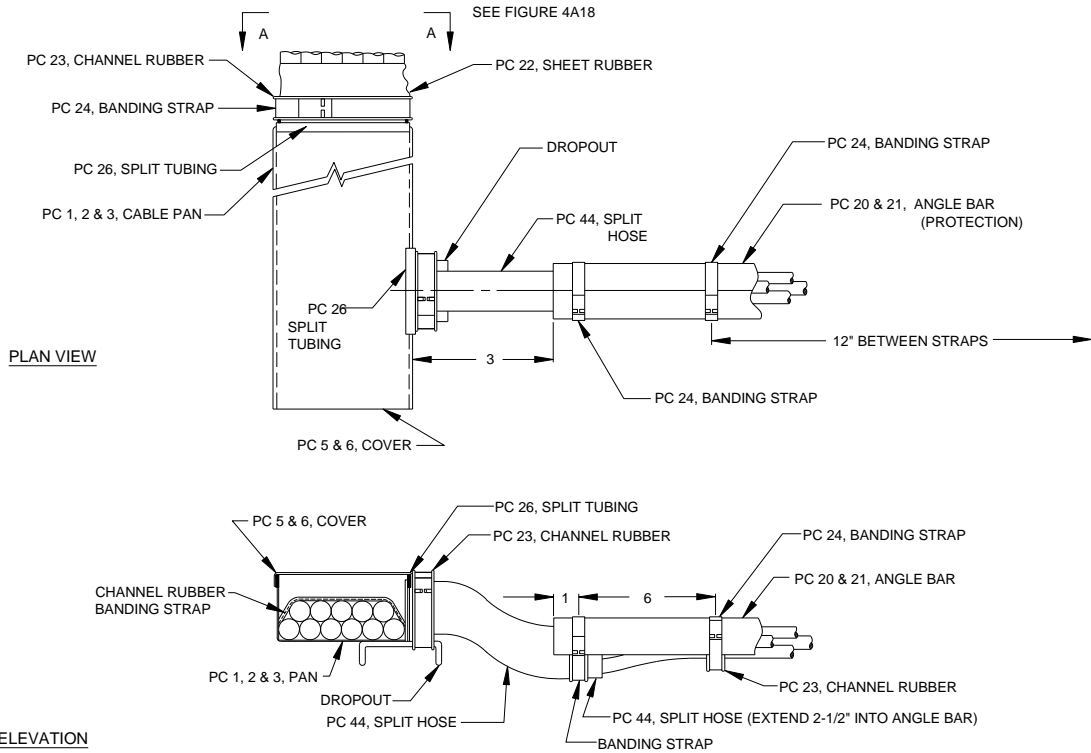 SEE FIGURE 4A18
A
A
PC 23, CHANNEL RUBBER
PC 22, SHEET RUBBER
PC 24, BANDING STRAP
PC 26, SPLIT TUBING
DROPOUT
PC 24, BANDING STRAP
PC 1, 2 & 3, CABLE PAN
PC 44, SPLIT
HOSE
PC 20 & 21, ANGLE BAR
(PROTECTION)
PC 26
SPLIT
TUBING
PLAN VIEW
3
12" BETWEEN STRAPS
PC 24, BANDING STRAP
PC 5 & 6, COVER
PC 26, SPLIT TUBING
PC 5 & 6, COVER
PC 23, CHANNEL RUBBER
PC 24, BANDING STRAP
CHANNEL RUBBER
BANDING STRAP
1
6
PC 20 & 21, ANGLE BAR
PC 1, 2 & 3, PAN
DROPOUT
PC 44, SPLIT HOSE
PC 23, CHANNEL RUBBER
PC 44, SPLIT HOSE (EXTEND 2-1/2" INTO ANGLE BAR)
BANDING STRAP
ELEVATION